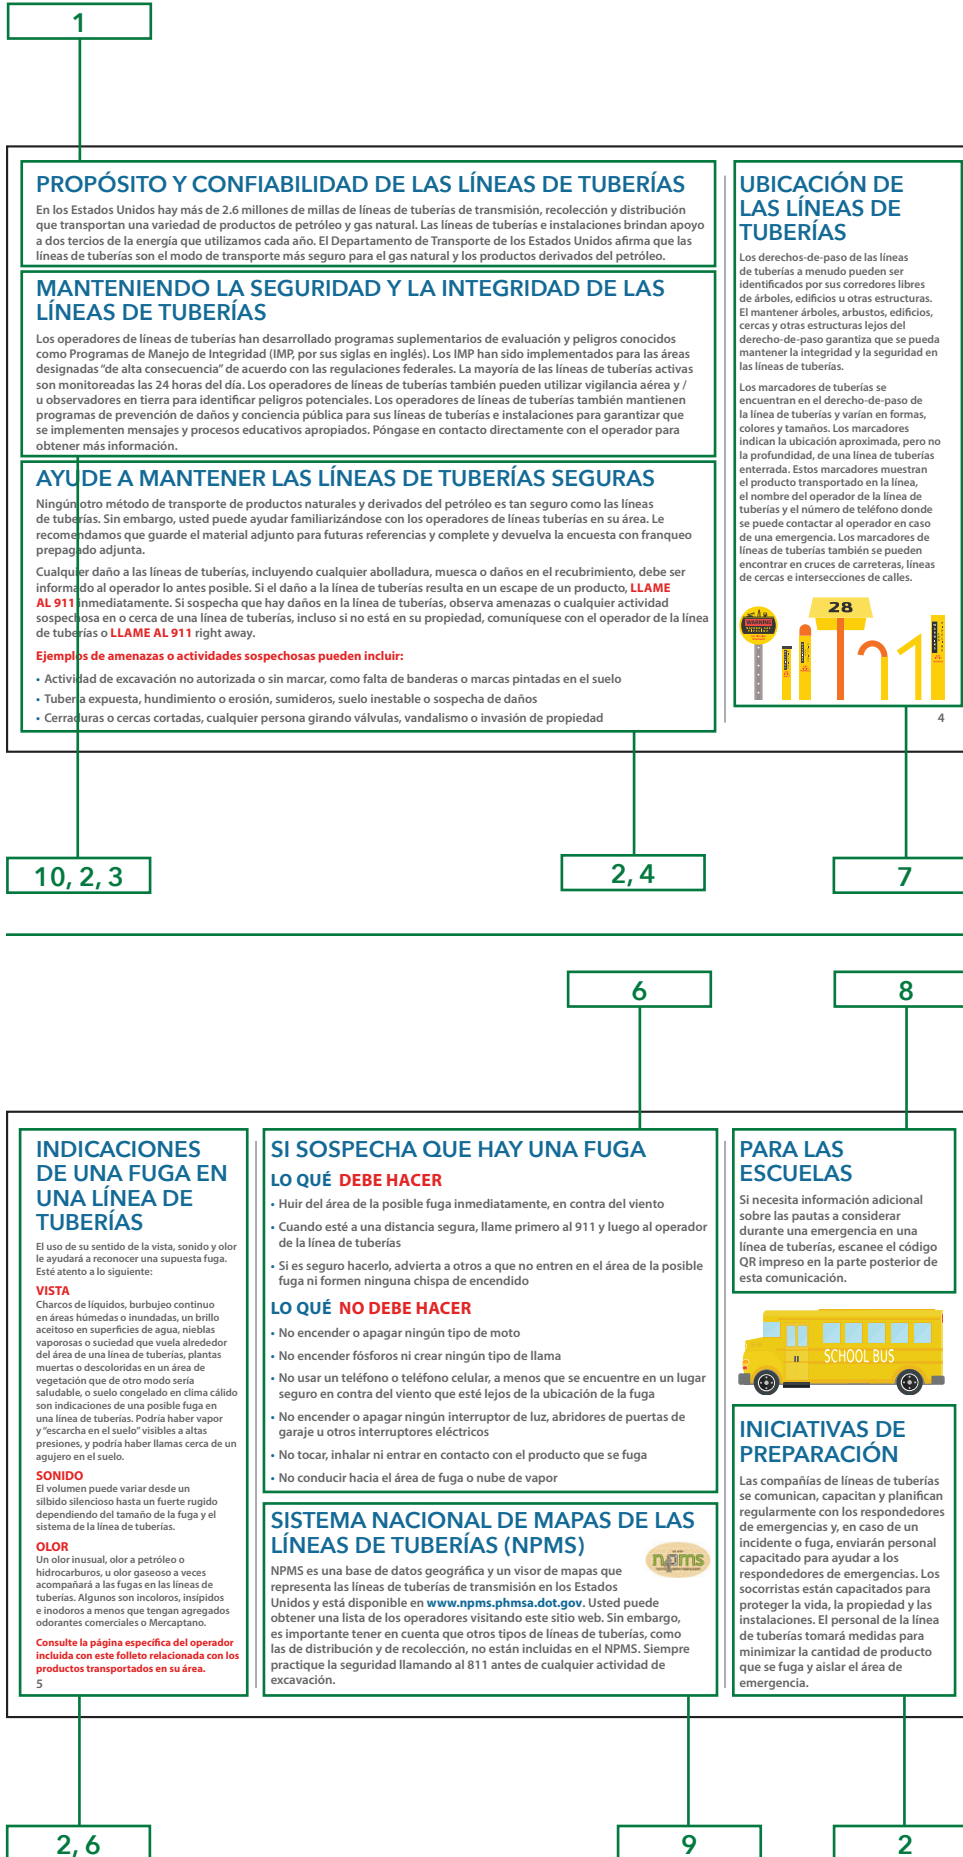 1
PROPÓSITO Y CONFIABILIDAD DE LAS LÍNEAS DE TUBERÍAS
En los Estados Unidos hay más de 2.6 millones de millas de líneas de tuberías de transmisión, recolección y distribución
que transportan una variedad de productos de petróleo y gas natural. Las líneas de tuberías e instalaciones brindan apoyo
a dos tercios de la energía que utilizamos cada año. El Departamento de Transporte de los Estados Unidos afirma que las
líneas de tuberías son el modo de transporte más seguro para el gas natural y los productos derivados del petróleo.
MANTENIENDO LA SEGURIDAD Y LA INTEGRIDAD DE LAS
LÍNEAS DE TUBERÍAS
Los operadores de líneas de tuberías han desarrollado programas suplementarios de evaluación y peligros conocidos
como Programas de Manejo de Integridad (IMP, por sus siglas en inglés). Los IMP han sido implementados para las áreas
designadas "de alta consecuencia" de acuerdo con las regulaciones federales. La mayoría de las líneas de tuberías activas
son monitoreadas las 24 horas del día. Los operadores de líneas de tuberías también pueden utilizar vigilancia aérea y /
u observadores en tierra para identificar peligros potenciales. Los operadores de líneas de tuberías también mantienen
programas de prevención de daños y conciencia pública para sus líneas de tuberías e instalaciones para garantizar que
se implementen mensajes y procesos educativos apropiados. Póngase en contacto directamente con el operador para
obtener más información.
AYUDE A MANTENER LAS LÍNEAS DE TUBERÍAS SEGURAS
Ningún otro método de transporte de productos naturales y derivados del petróleo es tan seguro como las líneas
de tuberías. Sin embargo, usted puede ayudar familiarizándose con los operadores de líneas tuberías en su área. Le
recomendamos que guarde el material adjunto para futuras referencias y complete y devuelva la encuesta con franqueo
prepagado adjunta.
Cualquier daño a las líneas de tuberías, incluyendo cualquier abolladura, muesca o daños en el recubrimiento, debe ser
informado al operador lo antes posible. Si el daño a la línea de tuberías resulta en un escape de un producto, LLAME
AL 911 inmediatamente. Si sospecha que hay daños en la línea de tuberías, observa amenazas o cualquier actividad
sospechosa en o cerca de una línea de tuberías, incluso si no está en su propiedad, comuníquese con el operador de la línea
de tuberías o LLAME AL 911 right away.
Ejemplos de amenazas o actividades sospechosas pueden incluir:
• Actividad de excavación no autorizada o sin marcar, como falta de banderas o marcas pintadas en el suelo
• Tubería expuesta, hundimiento o erosión, sumideros, suelo inestable o sospecha de daños
• Cerraduras o cercas cortadas, cualquier persona girando válvulas, vandalismo o invasión de propiedad
UBICACIÓN DE
LAS LÍNEAS DE
TUBERÍAS
Los derechos-de-paso de las líneas
de tuberías a menudo pueden ser
identificados por sus corredores libres
de árboles, edificios u otras estructuras.
El mantener árboles, arbustos, edificios,
cercas y otras estructuras lejos del
derecho-de-paso garantiza que se pueda
mantener la integridad y la seguridad en
las líneas de tuberías.
Los marcadores de tuberías se
encuentran en el derecho-de-paso de
la línea de tuberías y varían en formas,
colores y tamaños. Los marcadores
indican la ubicación aproximada, pero no
la profundidad, de una línea de tuberías
enterrada. Estos marcadores muestran
el producto transportado en la línea,
el nombre del operador de la línea de
tuberías y el número de teléfono donde
se puede contactar al operador en caso
de una emergencia. Los marcadores de
líneas de tuberías también se pueden
encontrar en cruces de carreteras, líneas
de cercas e intersecciones de calles.
WARNING
28
4
10, 2, 3
2, 4
7
6
8
INDICACIONES
DE UNA FUGA EN
UNA LÍNEA DE
TUBERÍAS
El uso de su sentido de la vista, sonido y olor
le ayudará a reconocer una supuesta fuga.
Esté atento a lo siguiente:
VISTA
Charcos de líquidos, burbujeo continuo
en áreas húmedas o inundadas, un brillo
aceitoso en superficies de agua, nieblas
vaporosas o suciedad que vuela alrededor
del área de una línea de tuberías, plantas
muertas o descoloridas en un área de
vegetación que de otro modo sería
saludable, o suelo congelado en clima cálido
son indicaciones de una posible fuga en
una línea de tuberías. Podría haber vapor
y "escarcha en el suelo" visibles a altas
presiones, y podría haber llamas cerca de un
agujero en el suelo.
SONIDO
El volumen puede variar desde un
silbido silencioso hasta un fuerte rugido
dependiendo del tamaño de la fuga y el
sistema de la línea de tuberías.
OLOR
Un olor inusual, olor a petróleo o
hidrocarburos, u olor gaseoso a veces
acompañará a las fugas en las líneas de
tuberías. Algunos son incoloros, insípidos
e inodoros a menos que tengan agregados
odorantes comerciales o Mercaptano.
Consulte la página específica del operador
incluida con este folleto relacionada con los
productos transportados en su área.
5
SI SOSPECHA QUE HAY UNA FUGA
LO QUÉ DEBE HACER
• Huir del área de la posible fuga inmediatamente, en contra del viento
• Cuando esté a una distancia segura, llame primero al 911 y luego al operador
de la línea de tuberías
• Si es seguro hacerlo, advierta a otros a que no entren en el área de la posible
fuga ni formen ninguna chispa de encendido
LO QUÉ NO DEBE HACER
• No encender o apagar ningún tipo de moto
• No encender fósforos ni crear ningún tipo de llama
• No usar un teléfono o teléfono celular, a menos que se encuentre en un lugar
seguro en contra del viento que esté lejos de la ubicación de la fuga
• No encender o apagar ningún interruptor de luz, abridores de puertas de
garaje u otros interruptores eléctricos
• No tocar, inhalar ni entrar en contacto con el producto que se fuga
• No conducir hacia el área de fuga o nube de vapor
SISTEMA NACIONAL DE MAPAS DE LAS
LÍNEAS DE TUBERÍAS (NPMS)
npms
NPMS es una base de datos geográfica y un visor de mapas que
representa las líneas de tuberías de transmisión en los Estados
Unidos y está disponible en www.npms.phmsa.dot.gov. Usted puede
obtener una lista de los operadores visitando este sitio web. Sin embargo,
es importante tener en cuenta que otros tipos de líneas de tuberías, como
las de distribución y de recolección, no están incluidas en el NPMS. Siempre
practique la seguridad llamando al 811 antes de cualquier actividad de
excavación.
PARA LAS
ESCUELAS
Si necesita información adicional
sobre las pautas a considerar
durante una emergencia en una
línea de tuberías, escanee el código
QR impreso en la parte posterior de
esta comunicación.
SCHOOL BUS
INICIATIVAS DE
PREPARACIÓN
Las compañías de líneas de tuberías
se comunican, capacitan y planifican
regularmente con los respondedores
de emergencias y, en caso de un
incidente o fuga, enviarán personal
capacitado para ayudar a los
respondedores de emergencias. Los
socorristas están capacitados para
proteger la vida, la propiedad y las
instalaciones. El personal de la línea
de tuberías tomará medidas para
minimizar la cantidad de producto
que se fuga y aislar el área de
emergencia.
2, 6
9
2